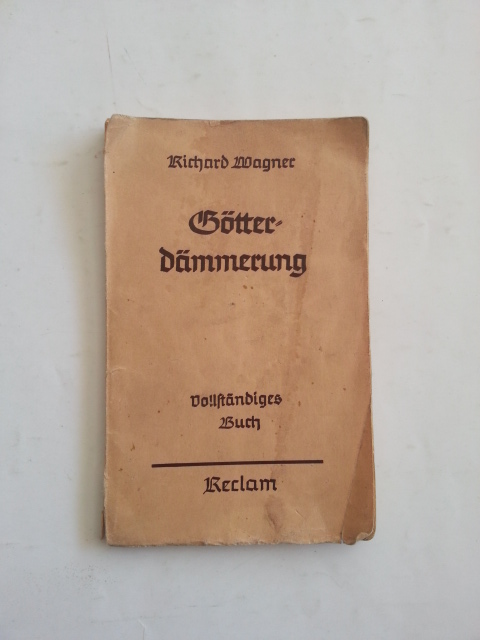 Richard Wagner
Götter-
dämmerung
Vollständiges
Buch
Reclam